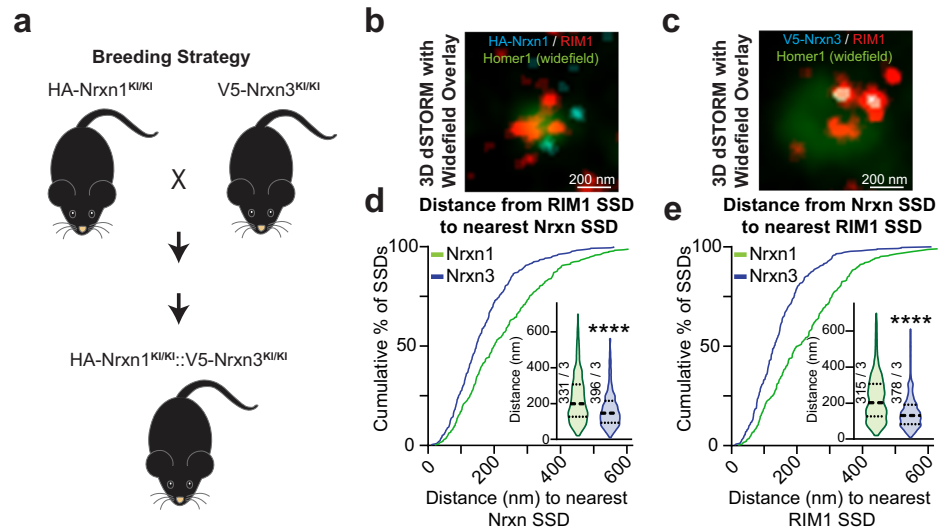 a
Breeding Strategy
HA-Nrxn1KI/KI
V5-Nrxn3KI/KI
X
HA-Nrxn1KI/KI::V5-Nrxn3KI/KI
b
3D dSTORM with
Widefield Overlay
HA-Nrxn1 / RIM1
Homer1 (widefield)
200 nm
c
3D dSTORM with
Widefield Overlay
V5-Nrxn3 / RIM1
Homer1 (widefield)
200 nm
d
Distance from RIM1 SSD
to nearest Nrxn SSD
Cumulative % of SSDs
100
50
0
Nrxn1
Nrxn3
Distance (nm)
600
400
200
0
331 / 3
396 / 3
****
0
200
400
600
Distance (nm) to nearest
Nrxn SSD
e
Distance from Nrxn SSD
to nearest RIM1 SSD
Cumulative % of SSDs
100
50
0
Nrxn1
Nrxn3
Distance (nm)
600
400
200
0
315 / 3
378 / 3
****
0
200
400
600
Distance (nm) to nearest
RIM1 SSD